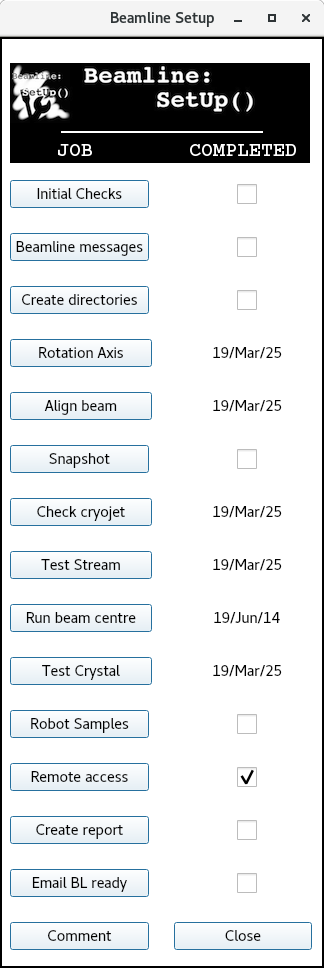 Beamline Setup
Beamline:
SetUp()
Beamline:
SetUp()
JOB COMPLETED
Initial Checks
Beamline messages
Create directories
Rotation Axis 19/Mar/25
Align beam 19/Mar/25
Snapshot
Check cryojet 19/Mar/25
Test Stream 19/Mar/25
Run beam centre 19/Jun/14
Test Crystal 19/Mar/25
Robot Samples
Remote access
Create report
Email BL ready
Comment Close